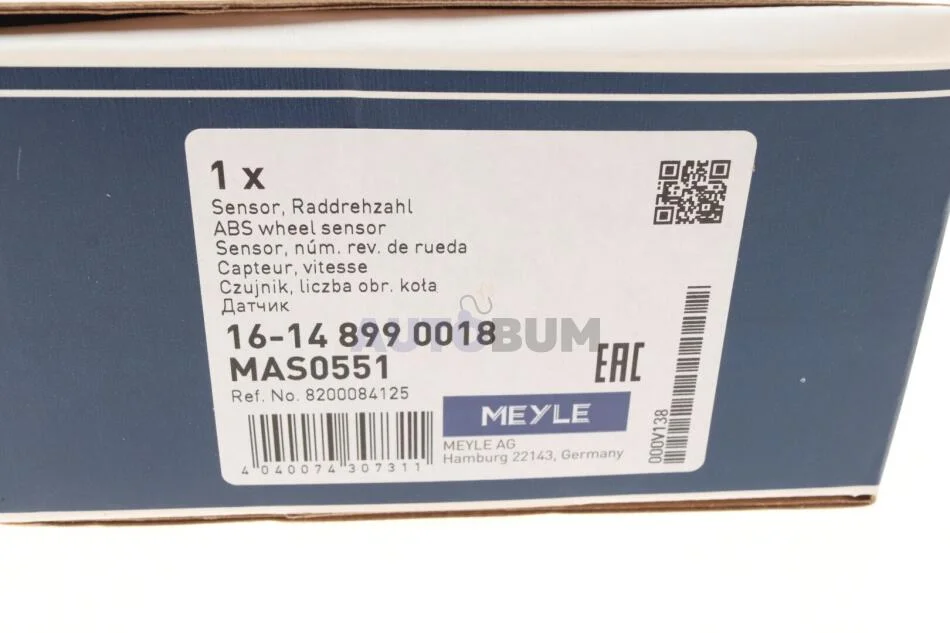 1 x
Sensor, Raddrehzahl
ABS wheel sensor
Sensor, núm. rev. de rueda
Capteur, vitesse
Czujnik, liczba obr. koła
Датчик
16-14 899 0018
AUTOBUM
MAS0551
EAC
Ref. No. 8200084125
MEYLE
MEYLE AG
Hamburg 22143, Germany
4 040074 307311
000V138